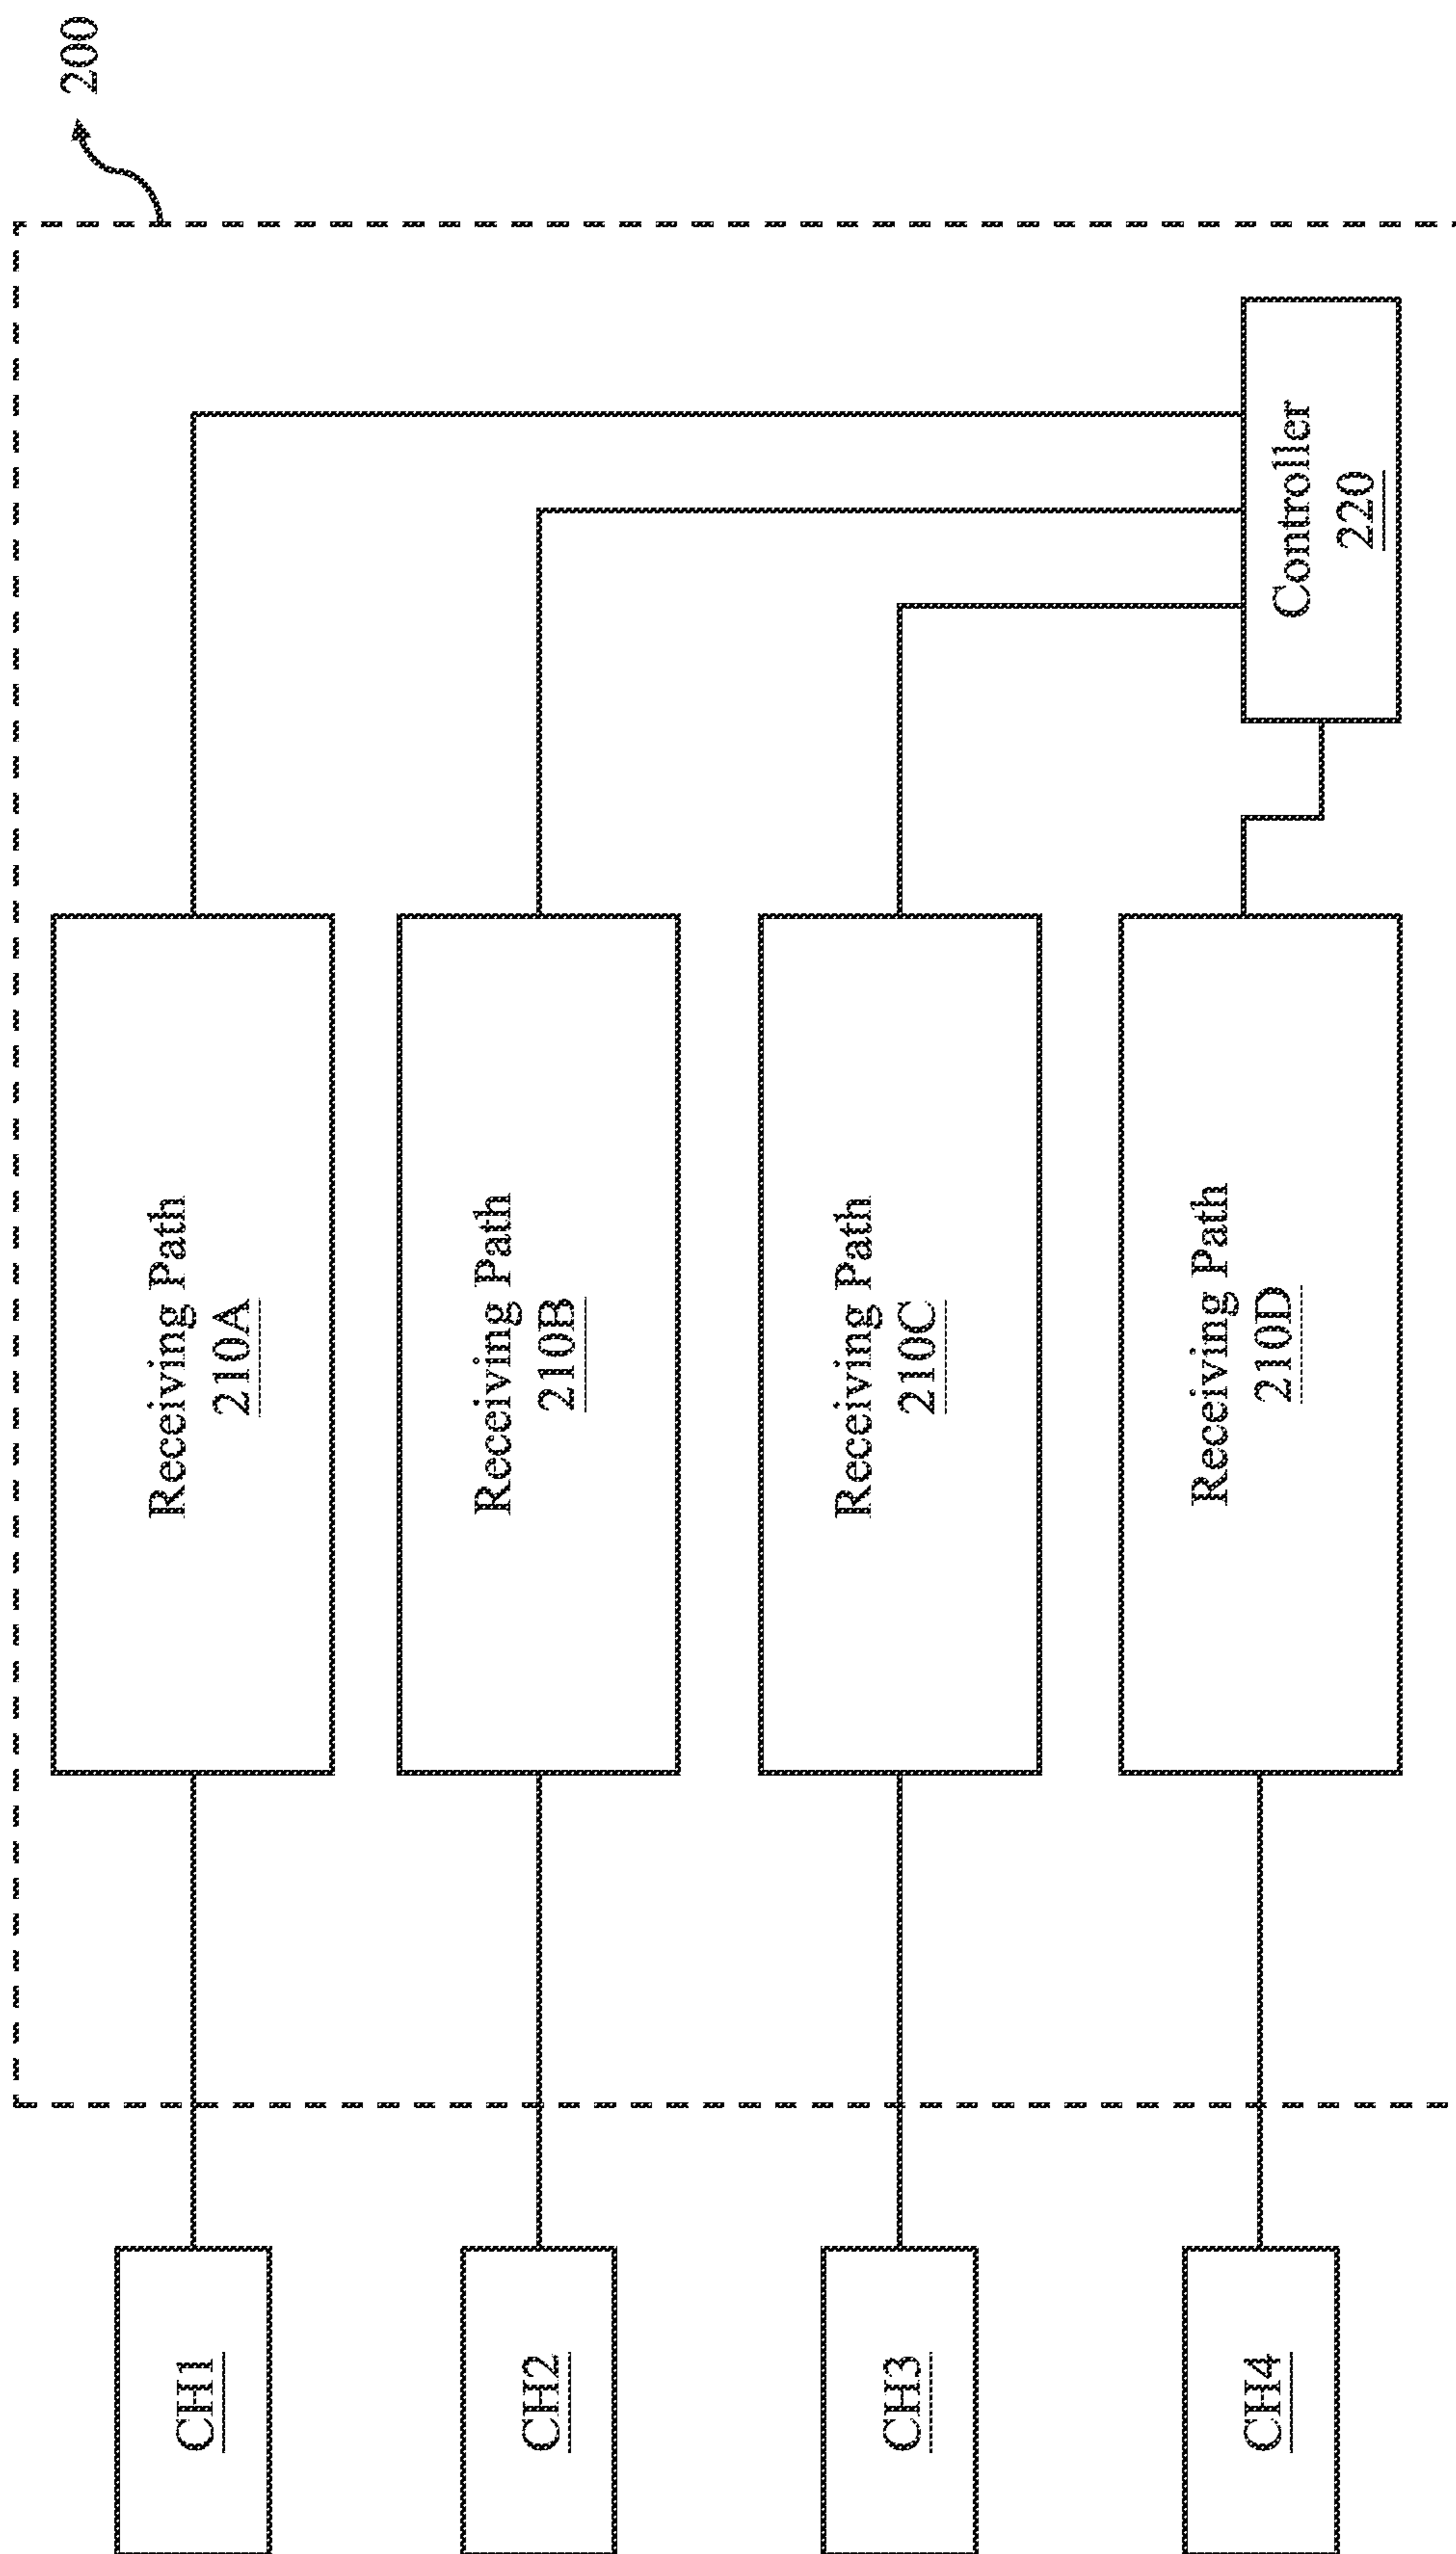 200
CH1
Receiving Path
210A
CH2
Receiving Path
210B
CH3
Receiving Path
210C
CH4
Receiving Path
210D
Controller
220